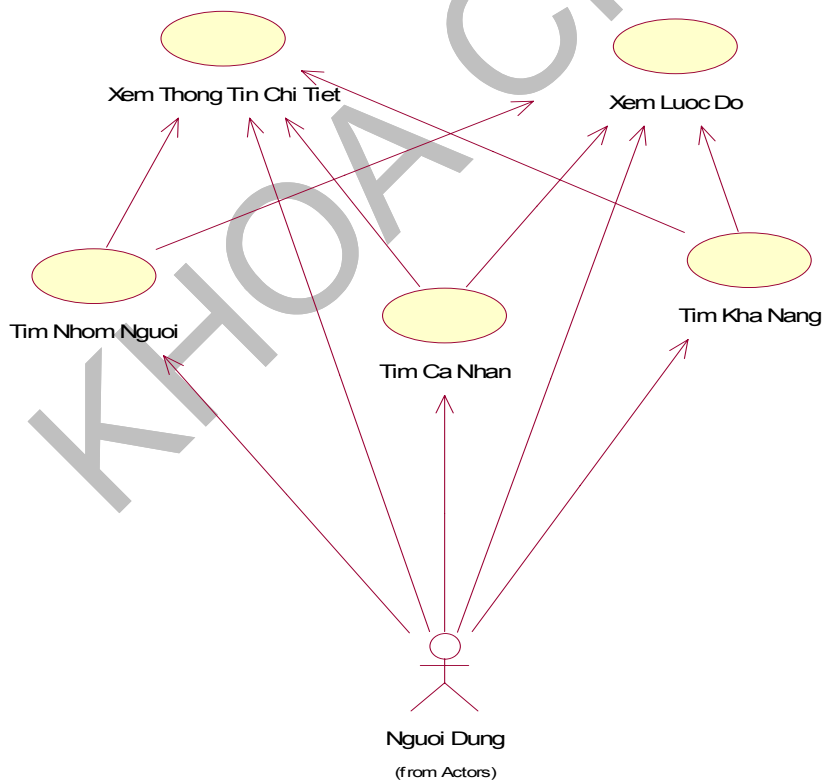 Xem Thong Tin Chi Tiet
Xem Luoc Do
Tim Nhom Nguoi
Tim Ca Nhan
Tim Kha Nang
Nguoi Dung
(from Actors)
KHOA